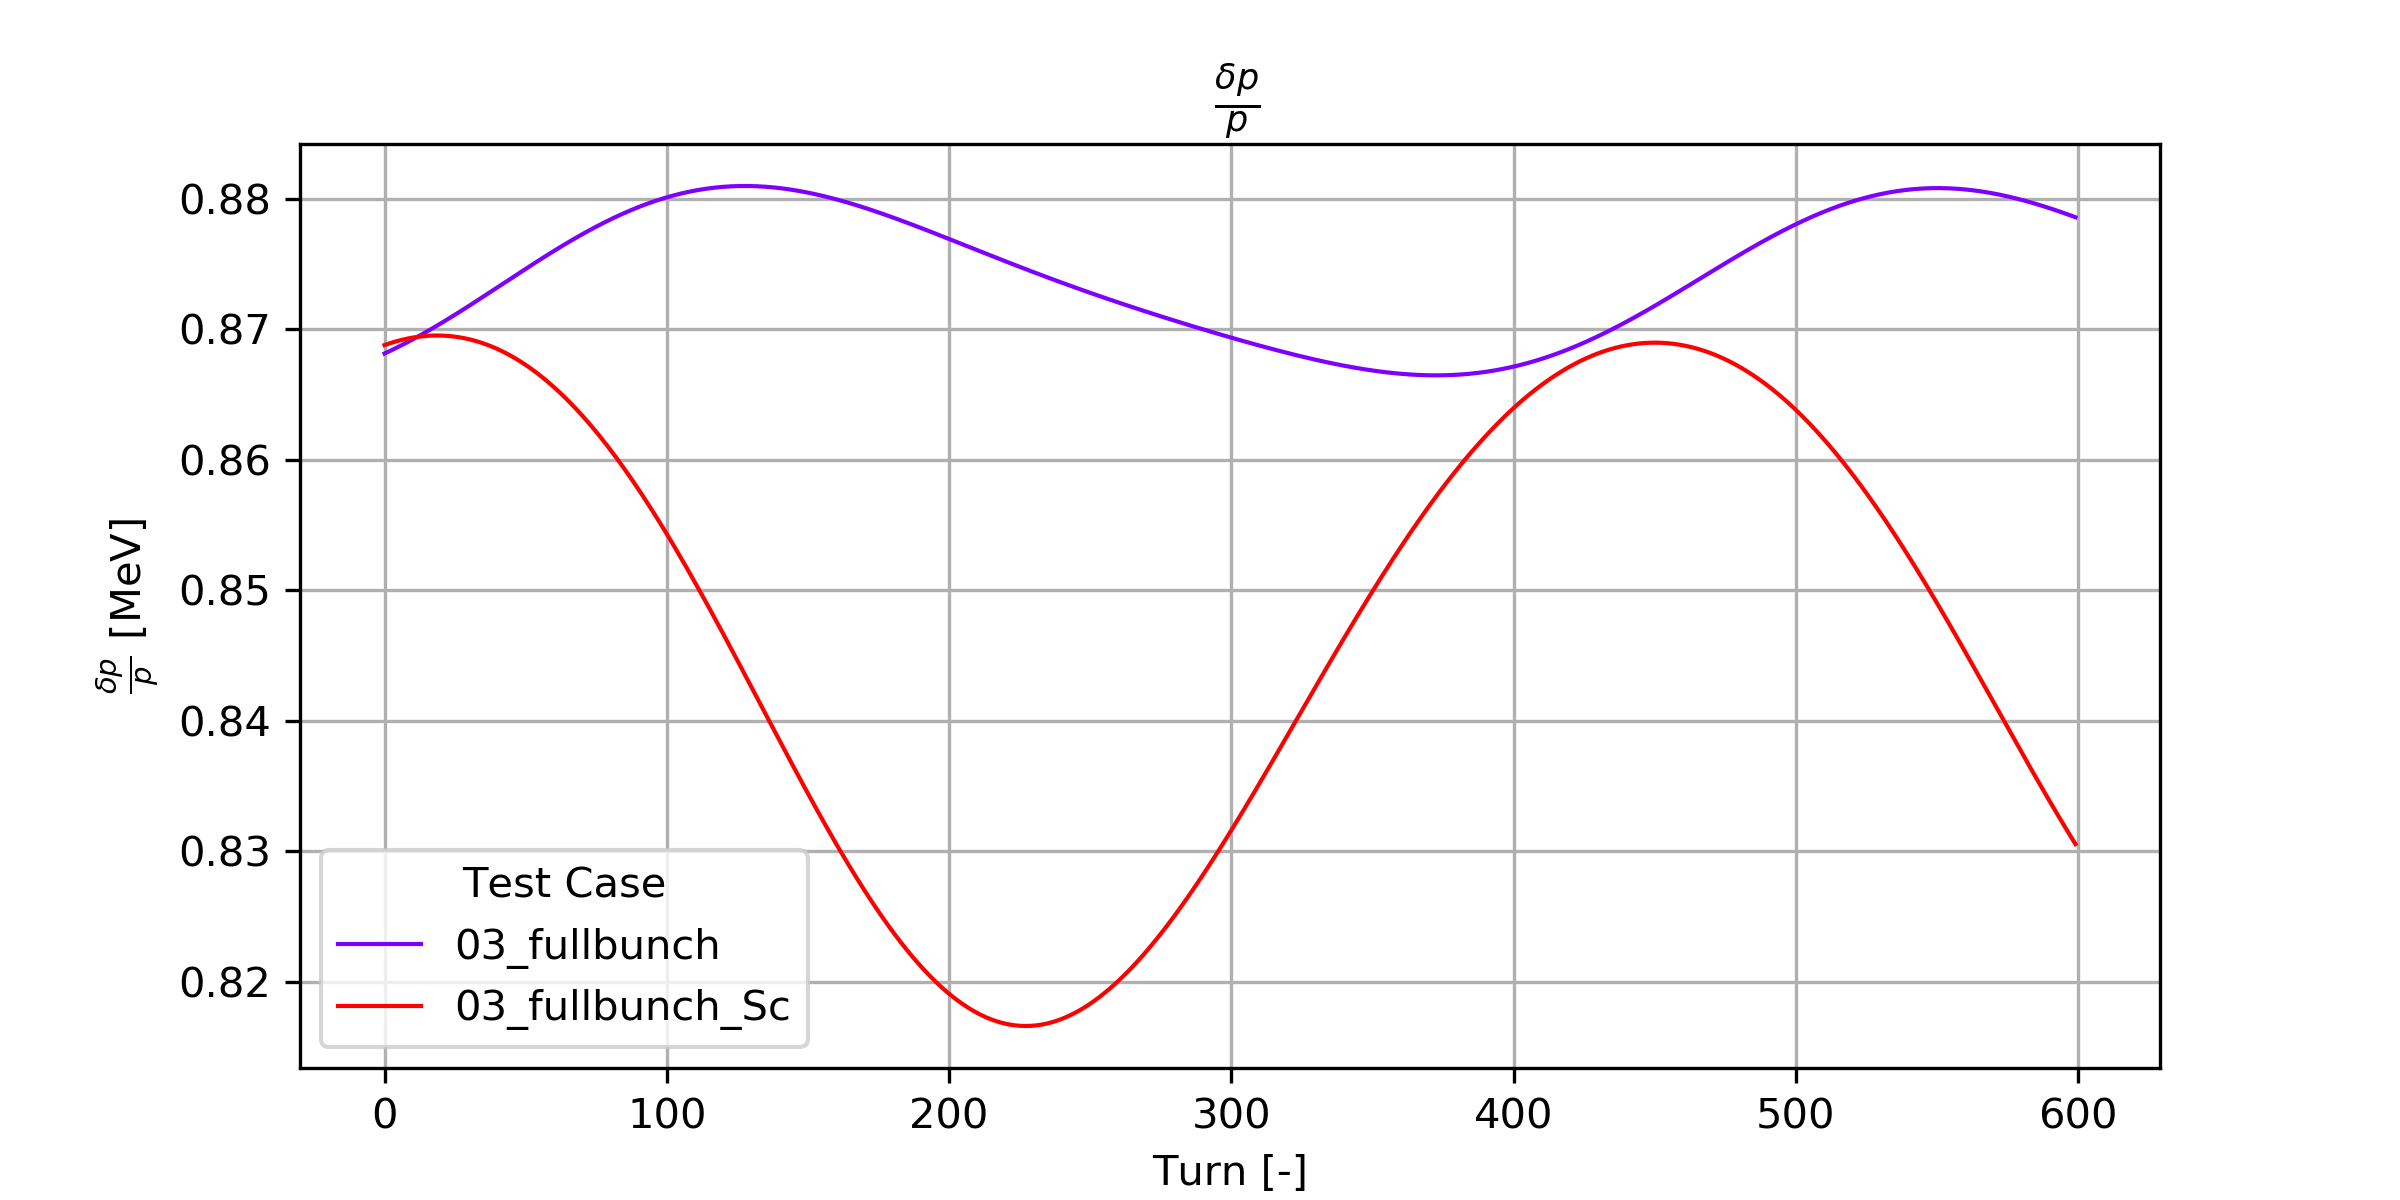 δp
p
0.88
0.87
0.86
0.85
0.84
0.83
0.82
δp
p [MeV]
Test Case
03_fullbunch
03_fullbunch_Sc
0 100 200 300 400 500 600
Turn [-]